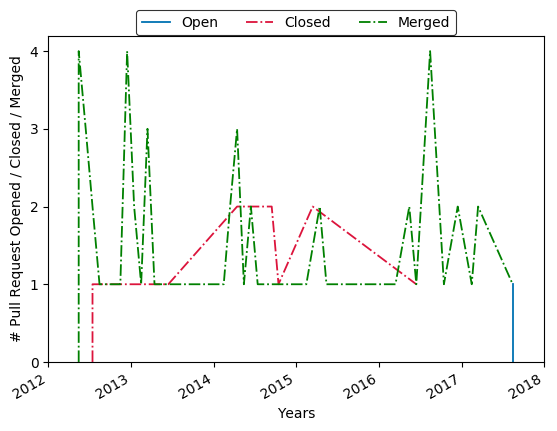 Open Closed Merged
# Pull Request Opened / Closed / Merged
4
3
2
1
0
2012 2013 2014 2015 2016 2017 2018
Years